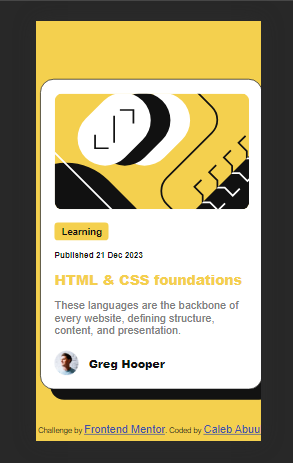 Learning
Published 21 Dec 2023
HTML & CSS foundations
These languages are the backbone of
every website, defining structure,
content, and presentation.
Greg Hooper
Challenge by Frontend Mentor. Coded by Caleb Abuu